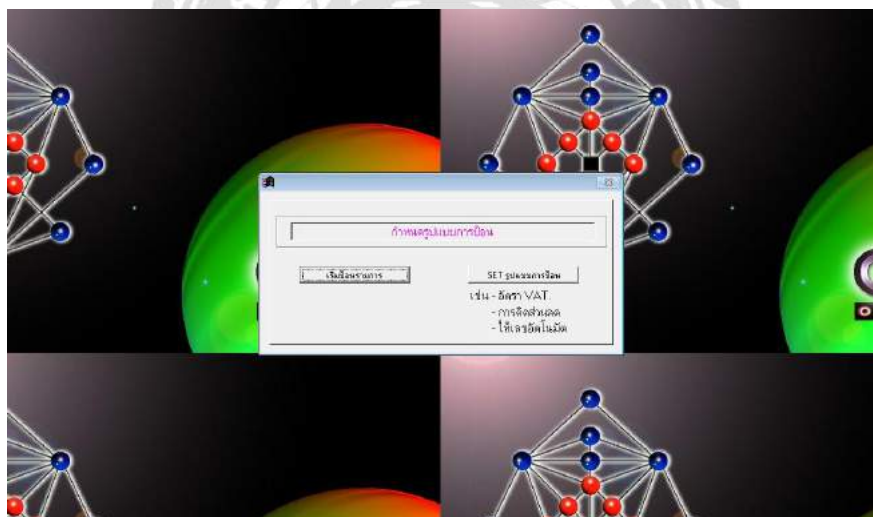 กำหนดรูปแบบการป้อน
เริ่มป้อนรายการ
SET รูปแบบการป้อน
เช่น - อัตรา VAT.
- การคิดส่วนลด
- ใช้เลขอัตโนมัต